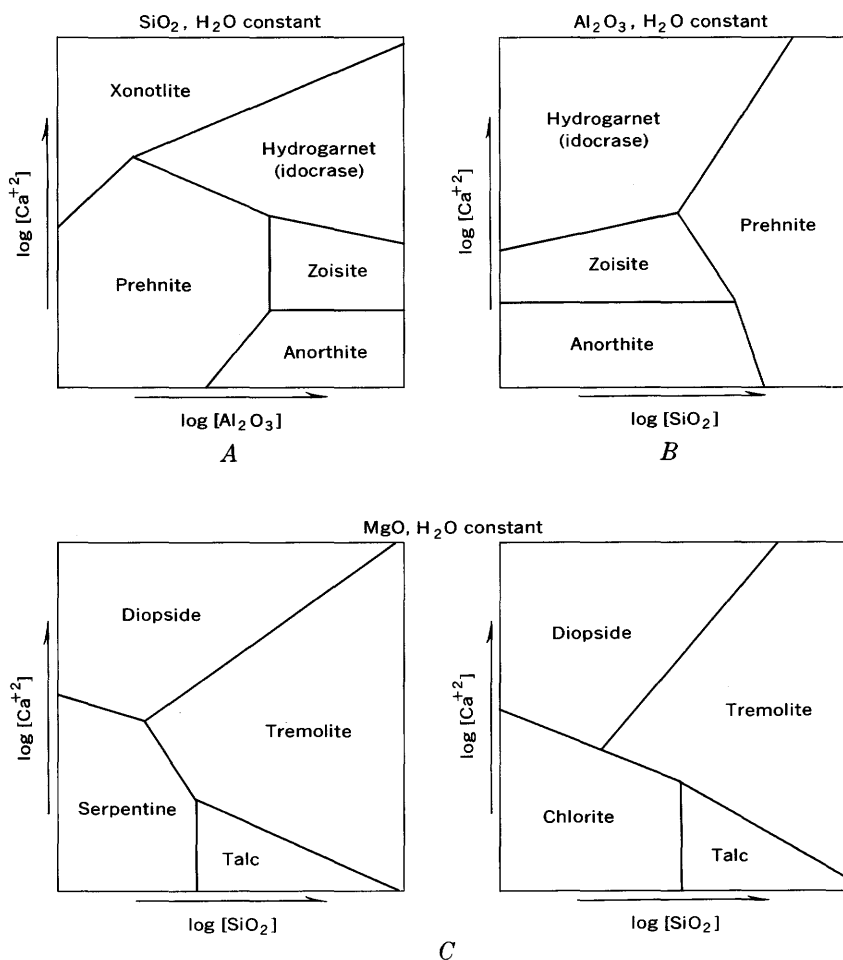 SiO2, H2O constant
Xonotlite
Hydrogarnet
(idocrase)
Prehnite
Zoisite
Anorthite
log [Ca+2]
log [Al2O3]
A
Al2O3, H2O constant
Hydrogarnet
(idocrase)
Prehnite
Zoisite
Anorthite
log [Ca+2]
log [SiO2]
B
MgO, H2O constant
Diopside
Tremolite
Serpentine
Talc
log [Ca+2]
log [SiO2]
Diopside
Tremolite
Chlorite
Talc
log [Ca+2]
log [SiO2]
C